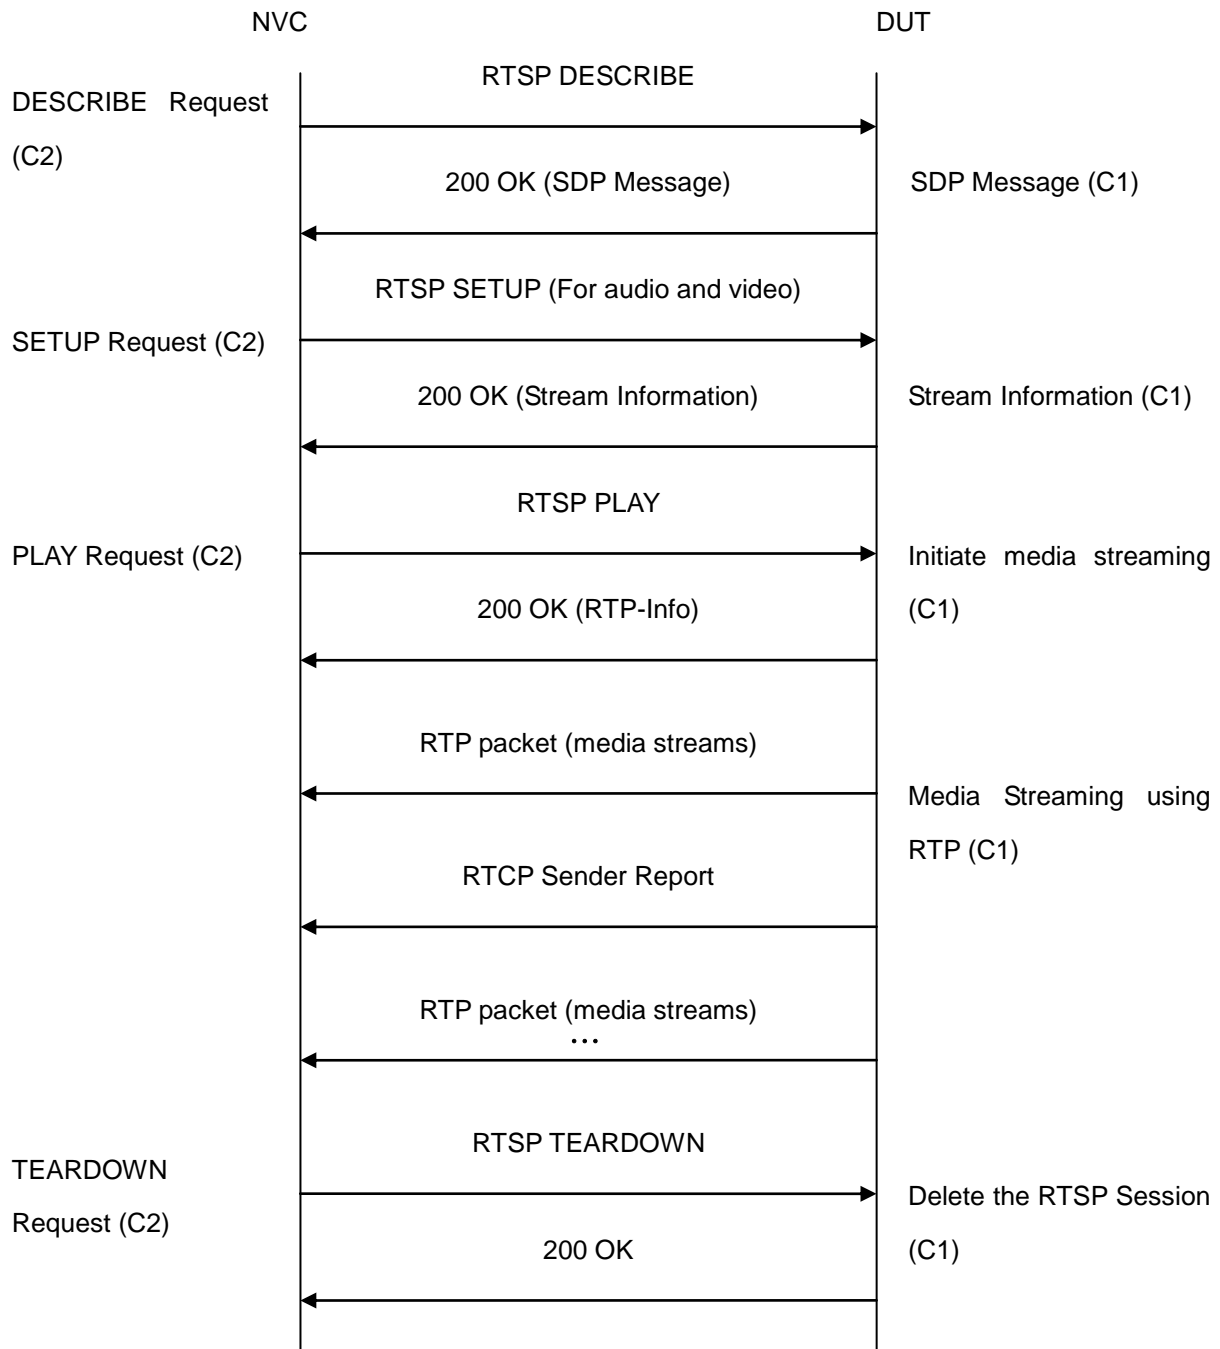 NVC
DUT
RTSP DESCRIBE
DESCRIBE Request
(C2)
200 OK (SDP Message)
SDP Message (C1)
RTSP SETUP (For audio and video)
SETUP Request (C2)
200 OK (Stream Information)
Stream Information (C1)
RTSP PLAY
PLAY Request (C2)
Initiate media streaming
(C1)
200 OK (RTP-Info)
RTP packet (media streams)
Media Streaming using
RTP (C1)
RTCP Sender Report
RTP packet (media streams)
…
RTSP TEARDOWN
TEARDOWN
Request (C2)
Delete the RTSP Session
(C1)
200 OK